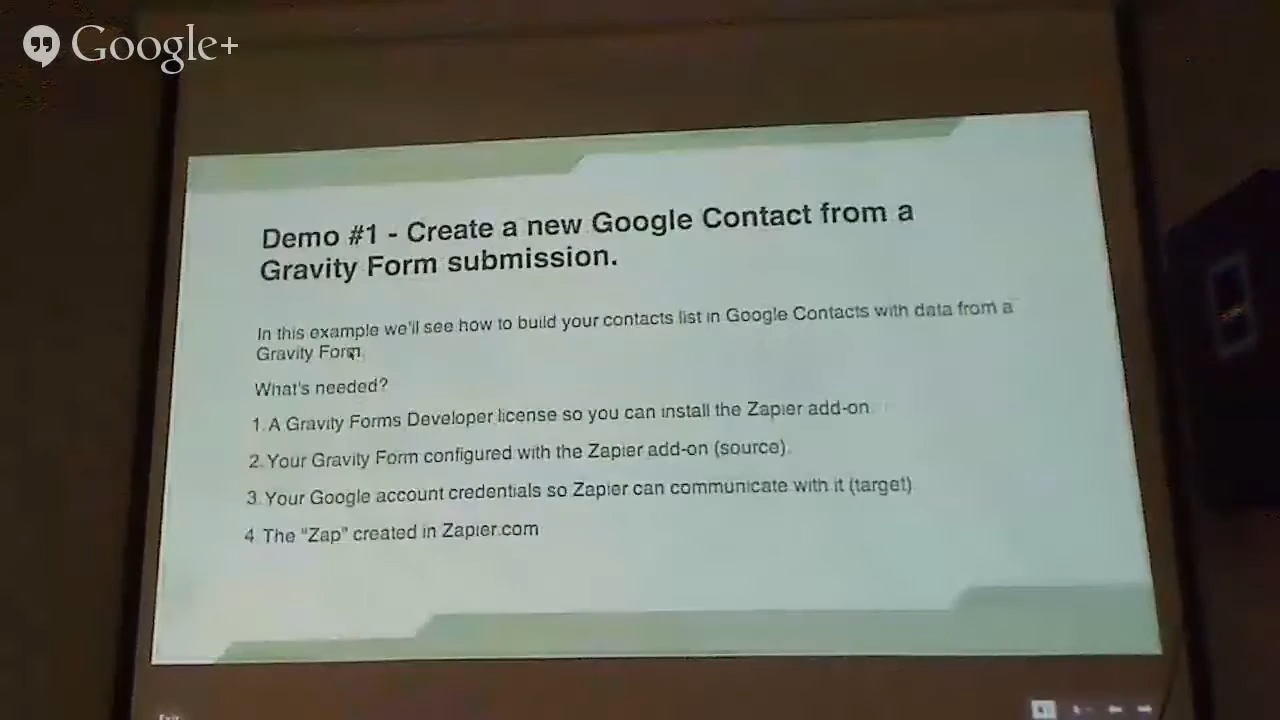 Google+
Demo #1 - Create a new Google Contact from a
Gravity Form submission.
In this example we'll see how to build your contacts list in Google Contacts with data from a
Gravity Form.
What's needed?
1. A Gravity Forms Developer license so you can install the Zapier add-on
2. Your Gravity Form configured with the Zapier add-on (source).
3. Your Google account credentials so Zapier can communicate with it (target)
4 The "Zap" created in Zapier.com
Exit